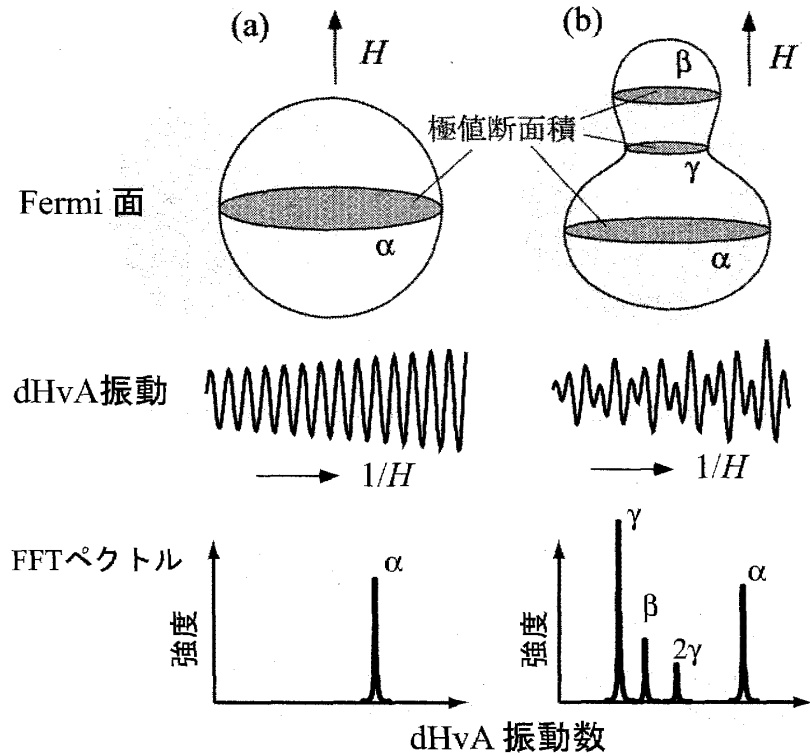 (a)
H
α
(b)
H
β
γ
α
極値断面積
Fermi 面
dHvA振動
1/H
1/H
FFTペクトル
強度
α
強度
γ
β
2γ
α
dHvA 振動数